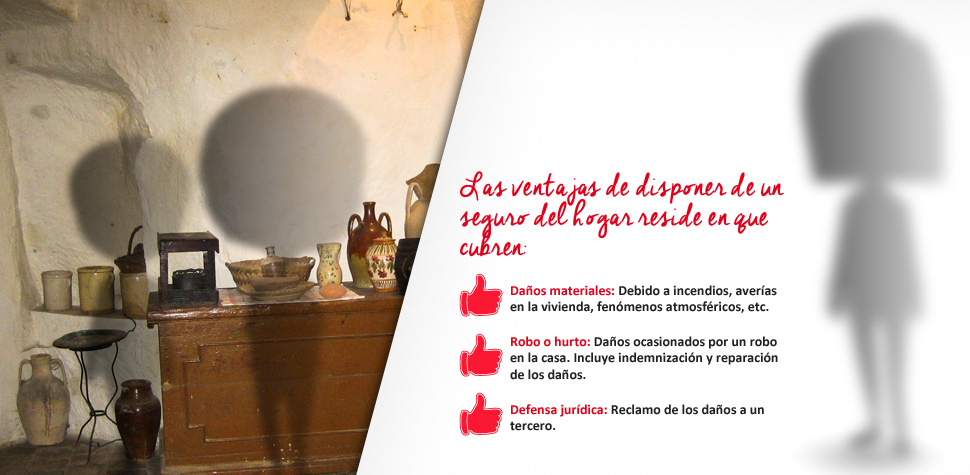 Las ventajas de disponer de un
seguro del hogar reside en que
cubren:
Daños materiales: Debido a incendios, averías
en la vivienda, fenómenos atmosféricos, etc.
Robo o hurto: Daños ocasionados por un robo
en la casa. Incluye indemnización y reparación
de los daños.
Defensa jurídica: Reclamo de los daños a un
tercero.